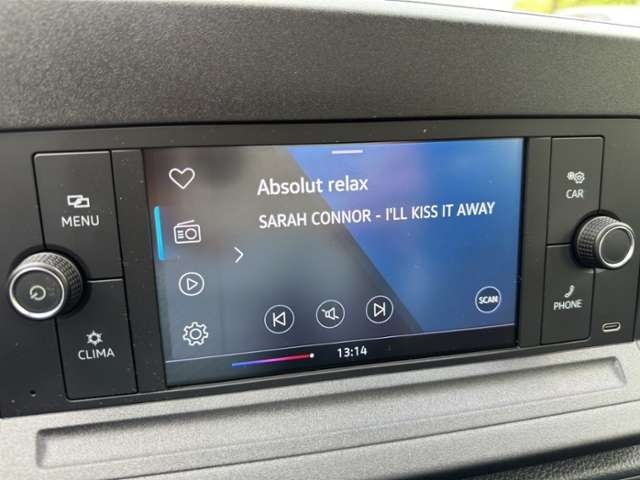 MENU
CLIMA
Absolut relax
SARAH CONNOR - I'LL KISS IT AWAY
SCAN
13:14
CAR
PHONE